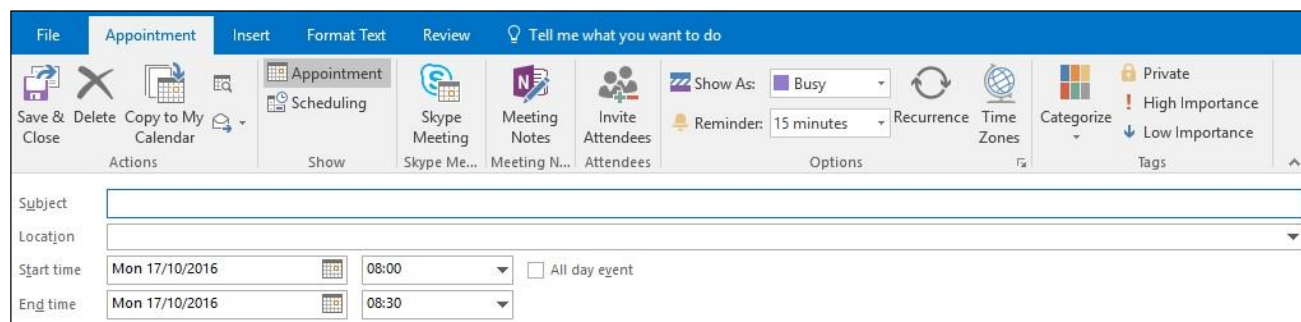 File Appointment Insert Format Text Review Tell me what you want to do
Save & Close
Delete
Copy to My Calendar
Actions
Appointment
Scheduling
Show
Skype Meeting
Skype Me...
Meeting Notes
Meeting N...
Invite Attendees
Attendees
Show As: Busy
Reminder: 15 minutes
Recurrence
Time Zones
Options
Categorize
Private
High Importance
Low Importance
Tags
Subject
Location
Start time Mon 17/10/2016 08:00 All day event
End time Mon 17/10/2016 08:30